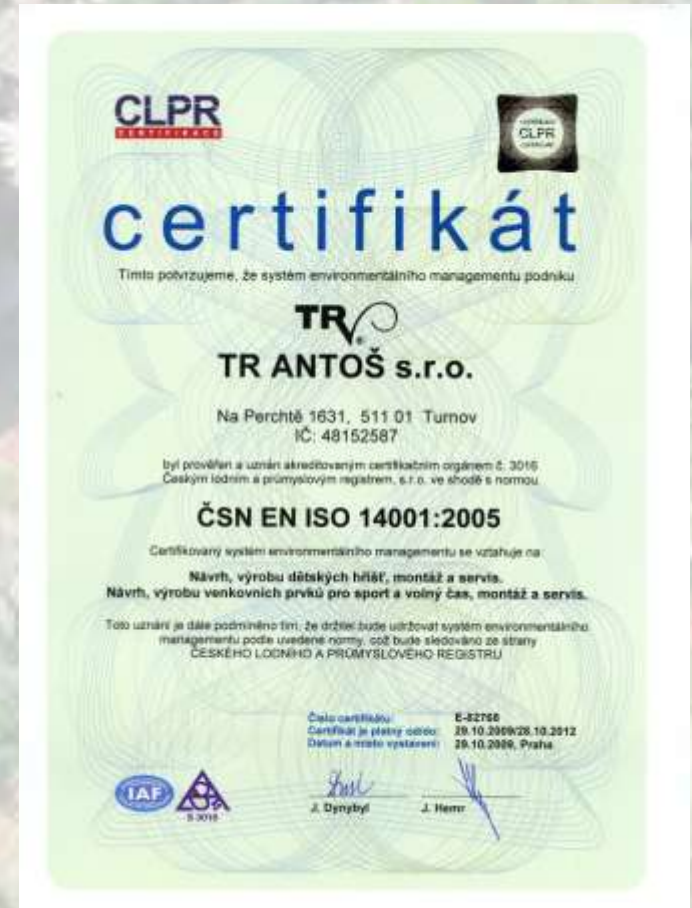 CLPR
CERTIFIKACE
CLPR
certifikát
Tímto potvrzujeme, že systém environmentálního managementu podniku
TR
®
TR ANTOŠ s.r.o.
Na Perchtě 1631, 511 01 Turnov
IČ: 48152587
byl prověřen a uznán akreditovaným certifikačním orgánem č. 3016
Českým lodním a průmyslovým registrem, s.r.o. ve shodě s normou
ČSN EN ISO 14001:2005
Certifikovaný systém environmentálního managementu se vztahuje na
Návrh, výrobu dětských hřišť, montáž a servis.
Návrh, výrobu venkovních prvků pro sport a volný čas, montáž a servis.
Toto uznání je dále podmíněno tím, že držitel bude udržovat systém environmentálního
managementu podle uvedené normy, což bude sledováno ze strany
ČESKÉHO LODNÍHO A PRŮMYSLOVÉHO REGISTRU
Číslo certifikátu: E-82768
Certifikát je platný od/do: 29.10.2009/28.10.2012
Datum a místo vystavení: 29.10.2009, Praha
IAF
S 3016
J. Dynybyl J. Hemr